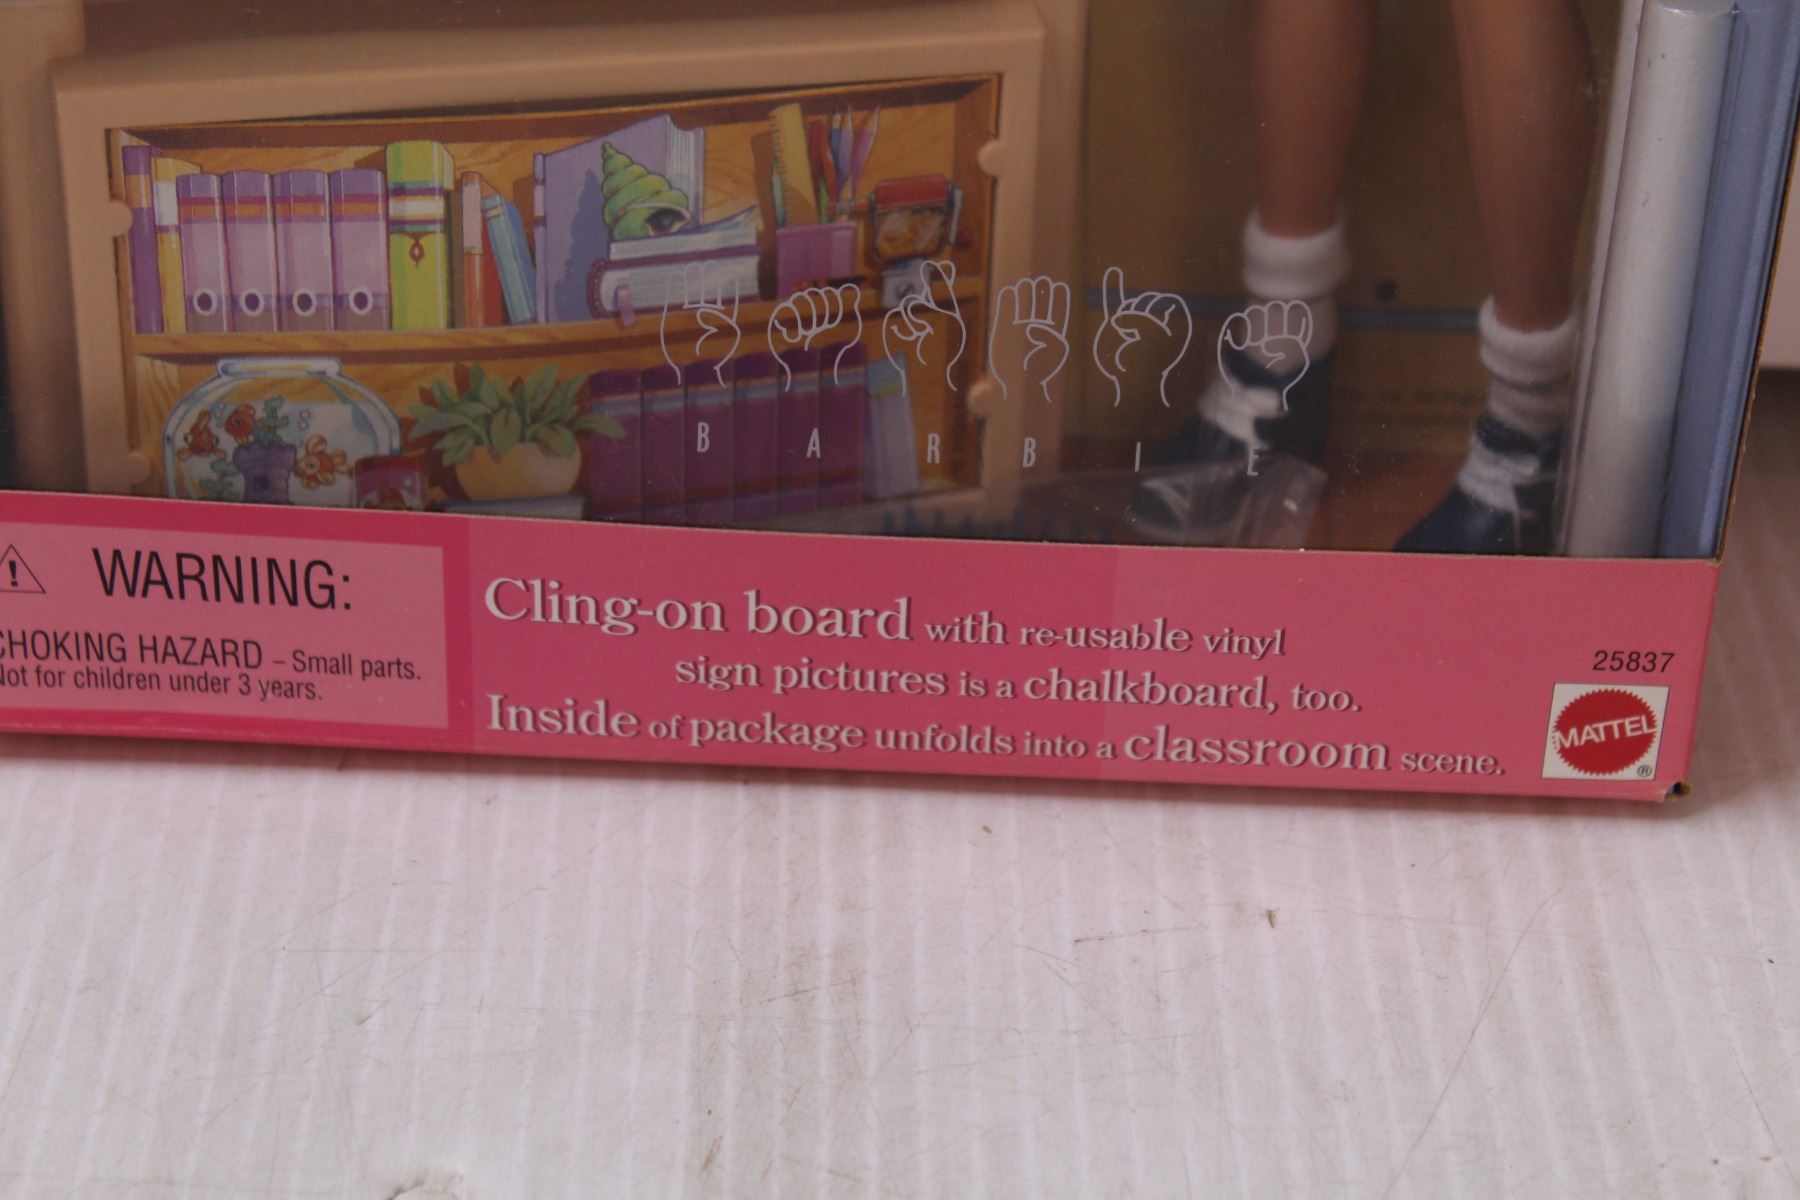 B A R B I E
WARNING:
CHOKING HAZARD – Small parts.
Not for children under 3 years.
Cling-on board with re-usable vinyl
sign pictures is a chalkboard, too.
Inside of package unfolds into a classroom scene.
25837
MATTEL
®